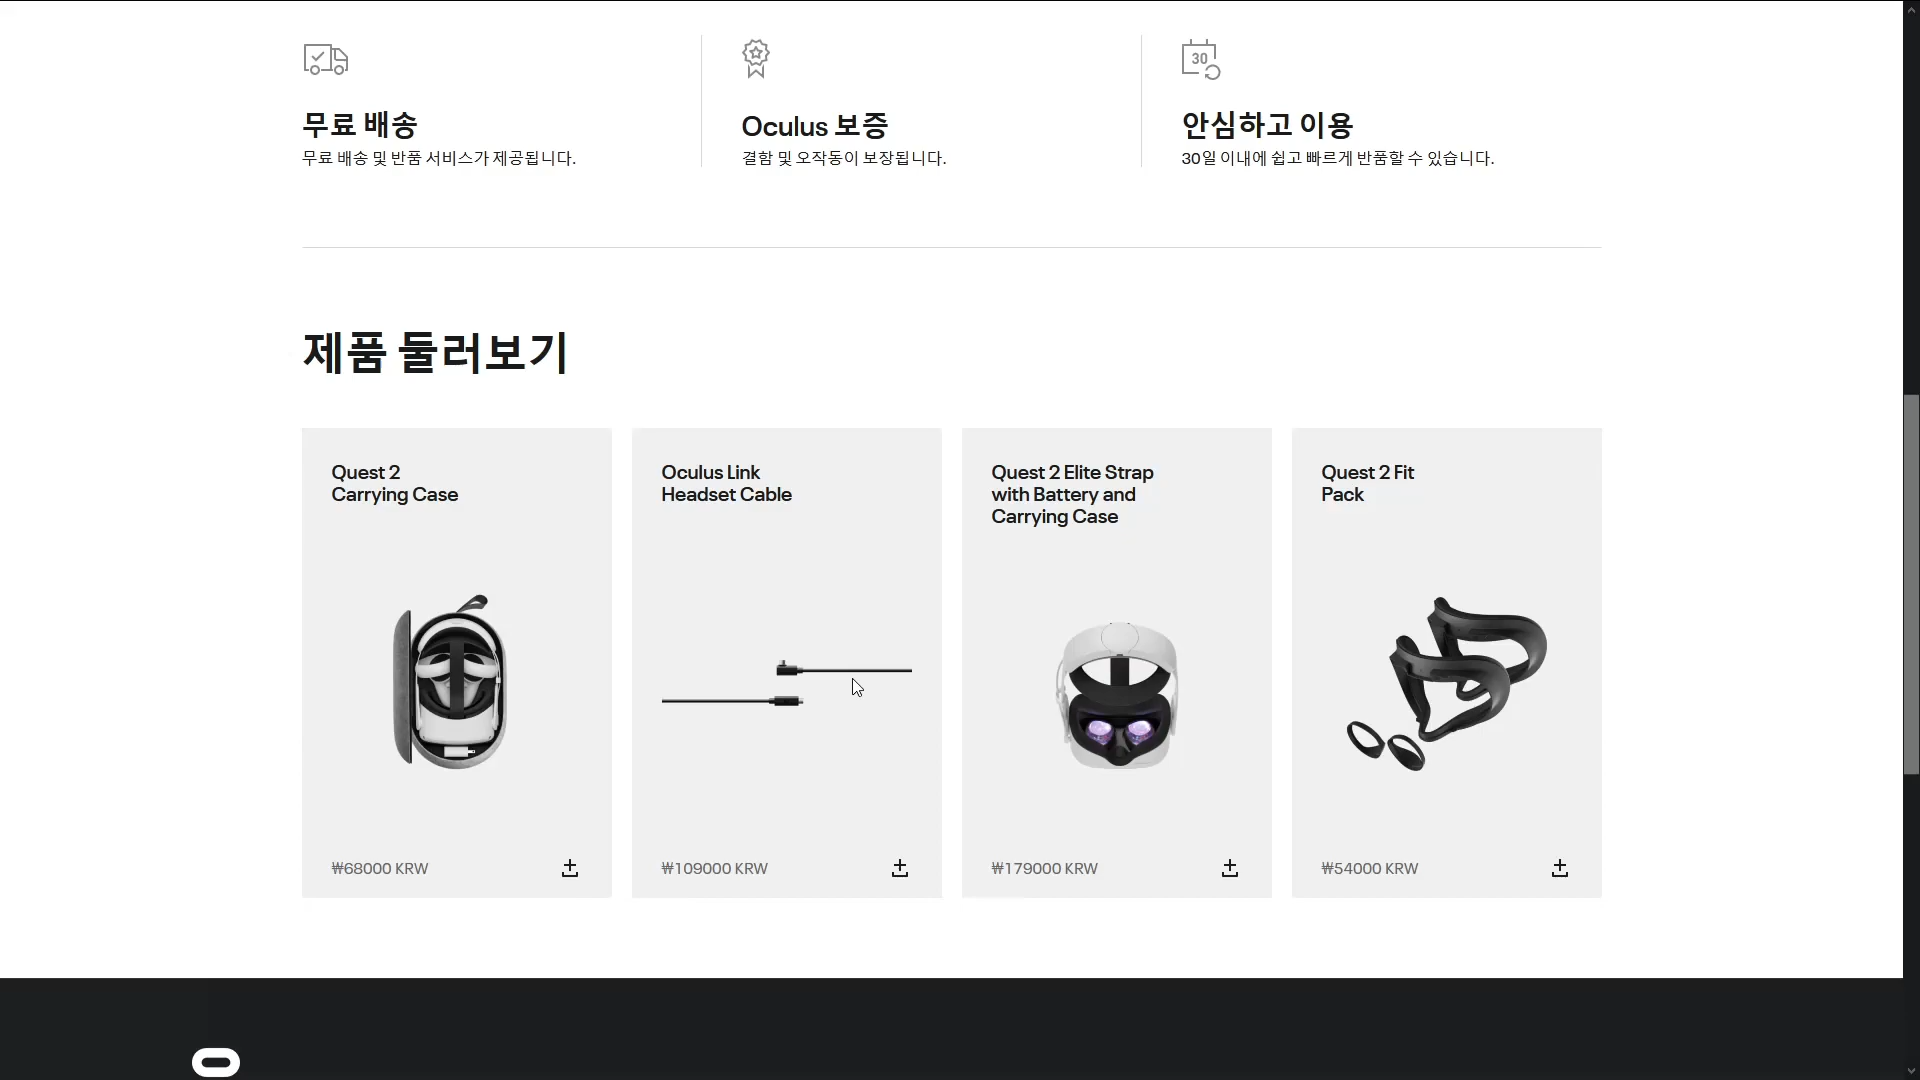 30
무료 배송
무료 배송 및 반품 서비스가 제공됩니다.
Oculus 보증
결함 및 오작동이 보장됩니다.
안심하고 이용
30일 이내에 쉽고 빠르게 반품할 수 있습니다.
제품 둘러보기
Quest 2
Carrying Case
₩68000 KRW
Oculus Link
Headset Cable
₩109000 KRW
Quest 2 Elite Strap
with Battery and
Carrying Case
₩179000 KRW
Quest 2 Fit
Pack
₩54000 KRW